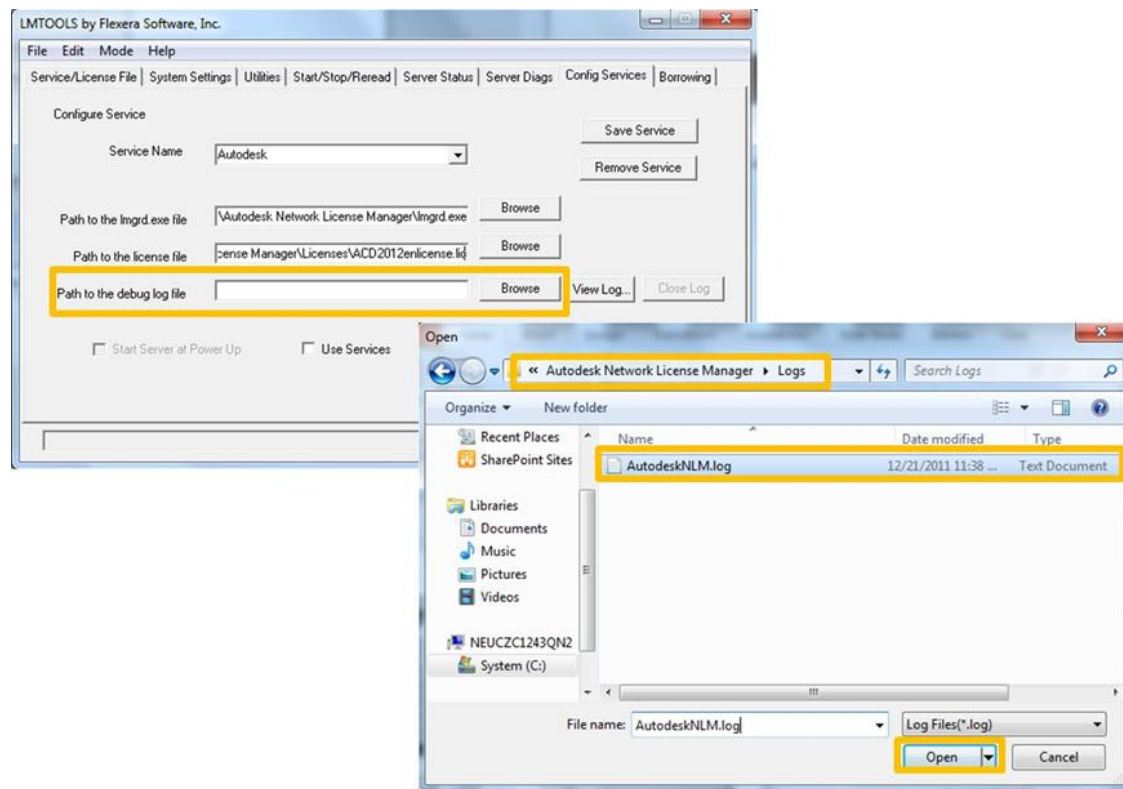 LMTOOLS by Flexera Software, Inc.
File Edit Mode Help
Service/License File System Settings Utilities Start/Stop/Reread Server Status Server Diags Config Services Borrowing
Configure Service
Save Service
Service Name Autodesk
Remove Service
Path to the lmgrd.exe file \Autodesk Network License Manager\lmgrd.exe Browse
Path to the license file cense Manager\Licenses\ACD2012enlicense.lic Browse
Path to the debug log file Browse View Log... Close Log
Start Server at Power Up Use Services
Open
« Autodesk Network License Manager Logs Search Logs
Organize New folder
Recent Places Name Date modified Type
SharePoint Sites AutodeskNLM.log 12/21/2011 11:38 ... Text Document
Libraries
Documents
Music
Pictures
Videos
NEUCZC1243QN2
System (C:)
File name: AutodeskNLM.log Log Files(*.log)
Open Cancel